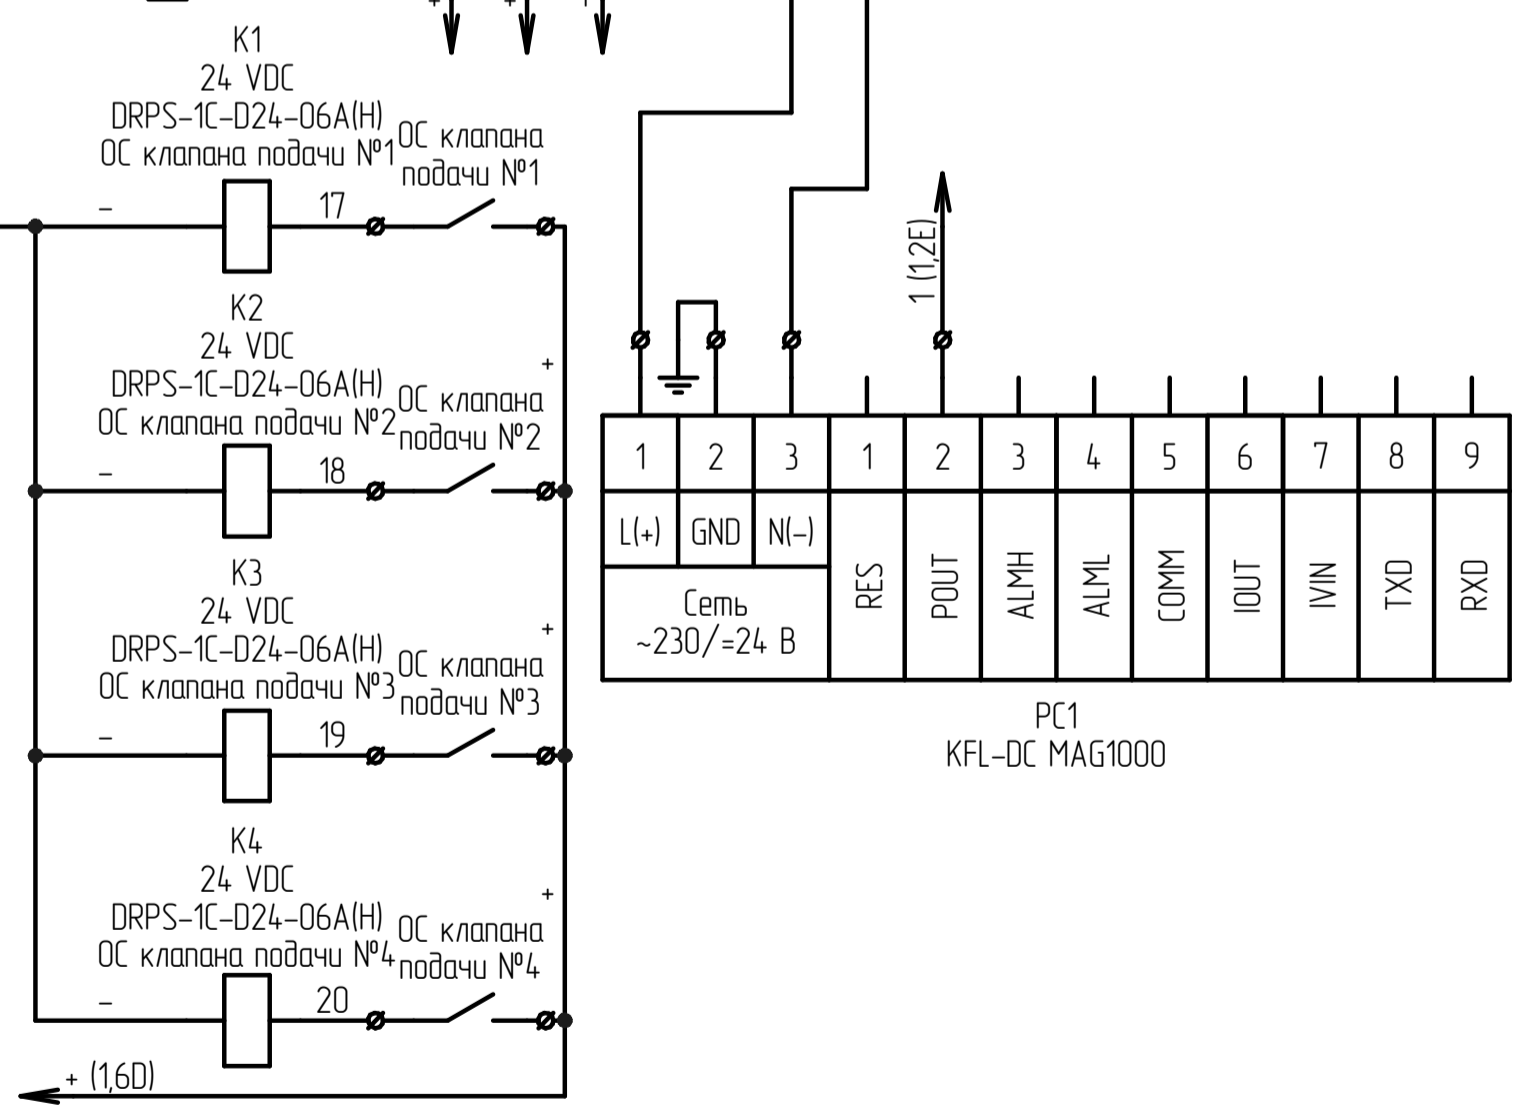 +
+
+
K1
24 VDC
DRPS-1C-D24-06A(H)
ОС клапана подачи №1
ОС клапана
подачи №1
-
17
K2
24 VDC
DRPS-1C-D24-06A(H)
ОС клапана подачи №2
+
ОС клапана
подачи №2
-
18
K3
24 VDC
DRPS-1C-D24-06A(H)
ОС клапана подачи №3
+
ОС клапана
подачи №3
-
19
K4
24 VDC
DRPS-1C-D24-06A(H)
ОС клапана подачи №4
+
ОС клапана
подачи №4
-
20
+ (1,6D)
1 (1,2E)
1 2 3 1 2 3 4 5 6 7 8 9
L(+) GND N(-)
RES POUT ALMH ALML COMM IOUT IVIN TXD RXD
Сеть
~230/=24 В
PC1
KFL-DC MAG1000